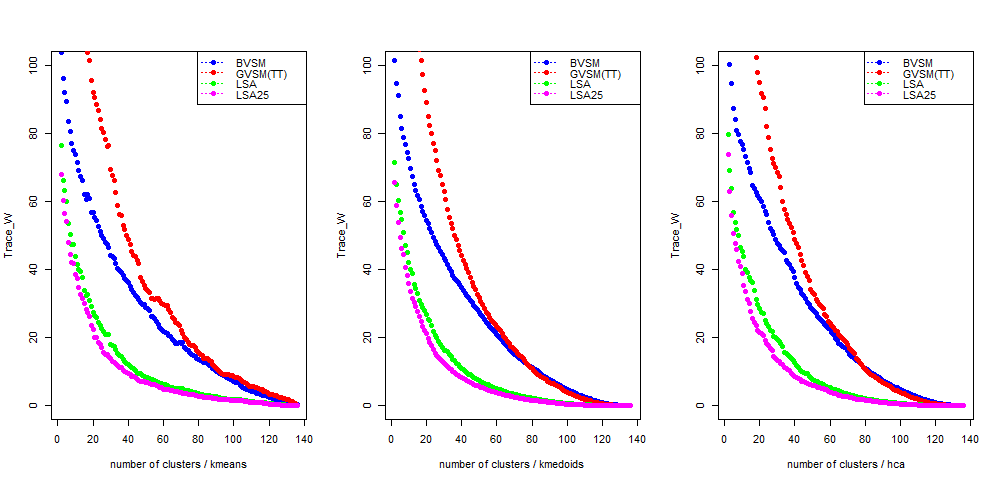 Trace_W
100
80
60
40
20
0
BVSM
GVSM(TT)
LSA
LSA25
0 20 40 60 80 100 120 140
number of clusters / kmeans
Trace_W
100
80
60
40
20
0
BVSM
GVSM(TT)
LSA
LSA25
0 20 40 60 80 100 120 140
number of clusters / kmedoids
Trace_W
100
80
60
40
20
0
BVSM
GVSM(TT)
LSA
LSA25
0 20 40 60 80 100 120 140
number of clusters / hca